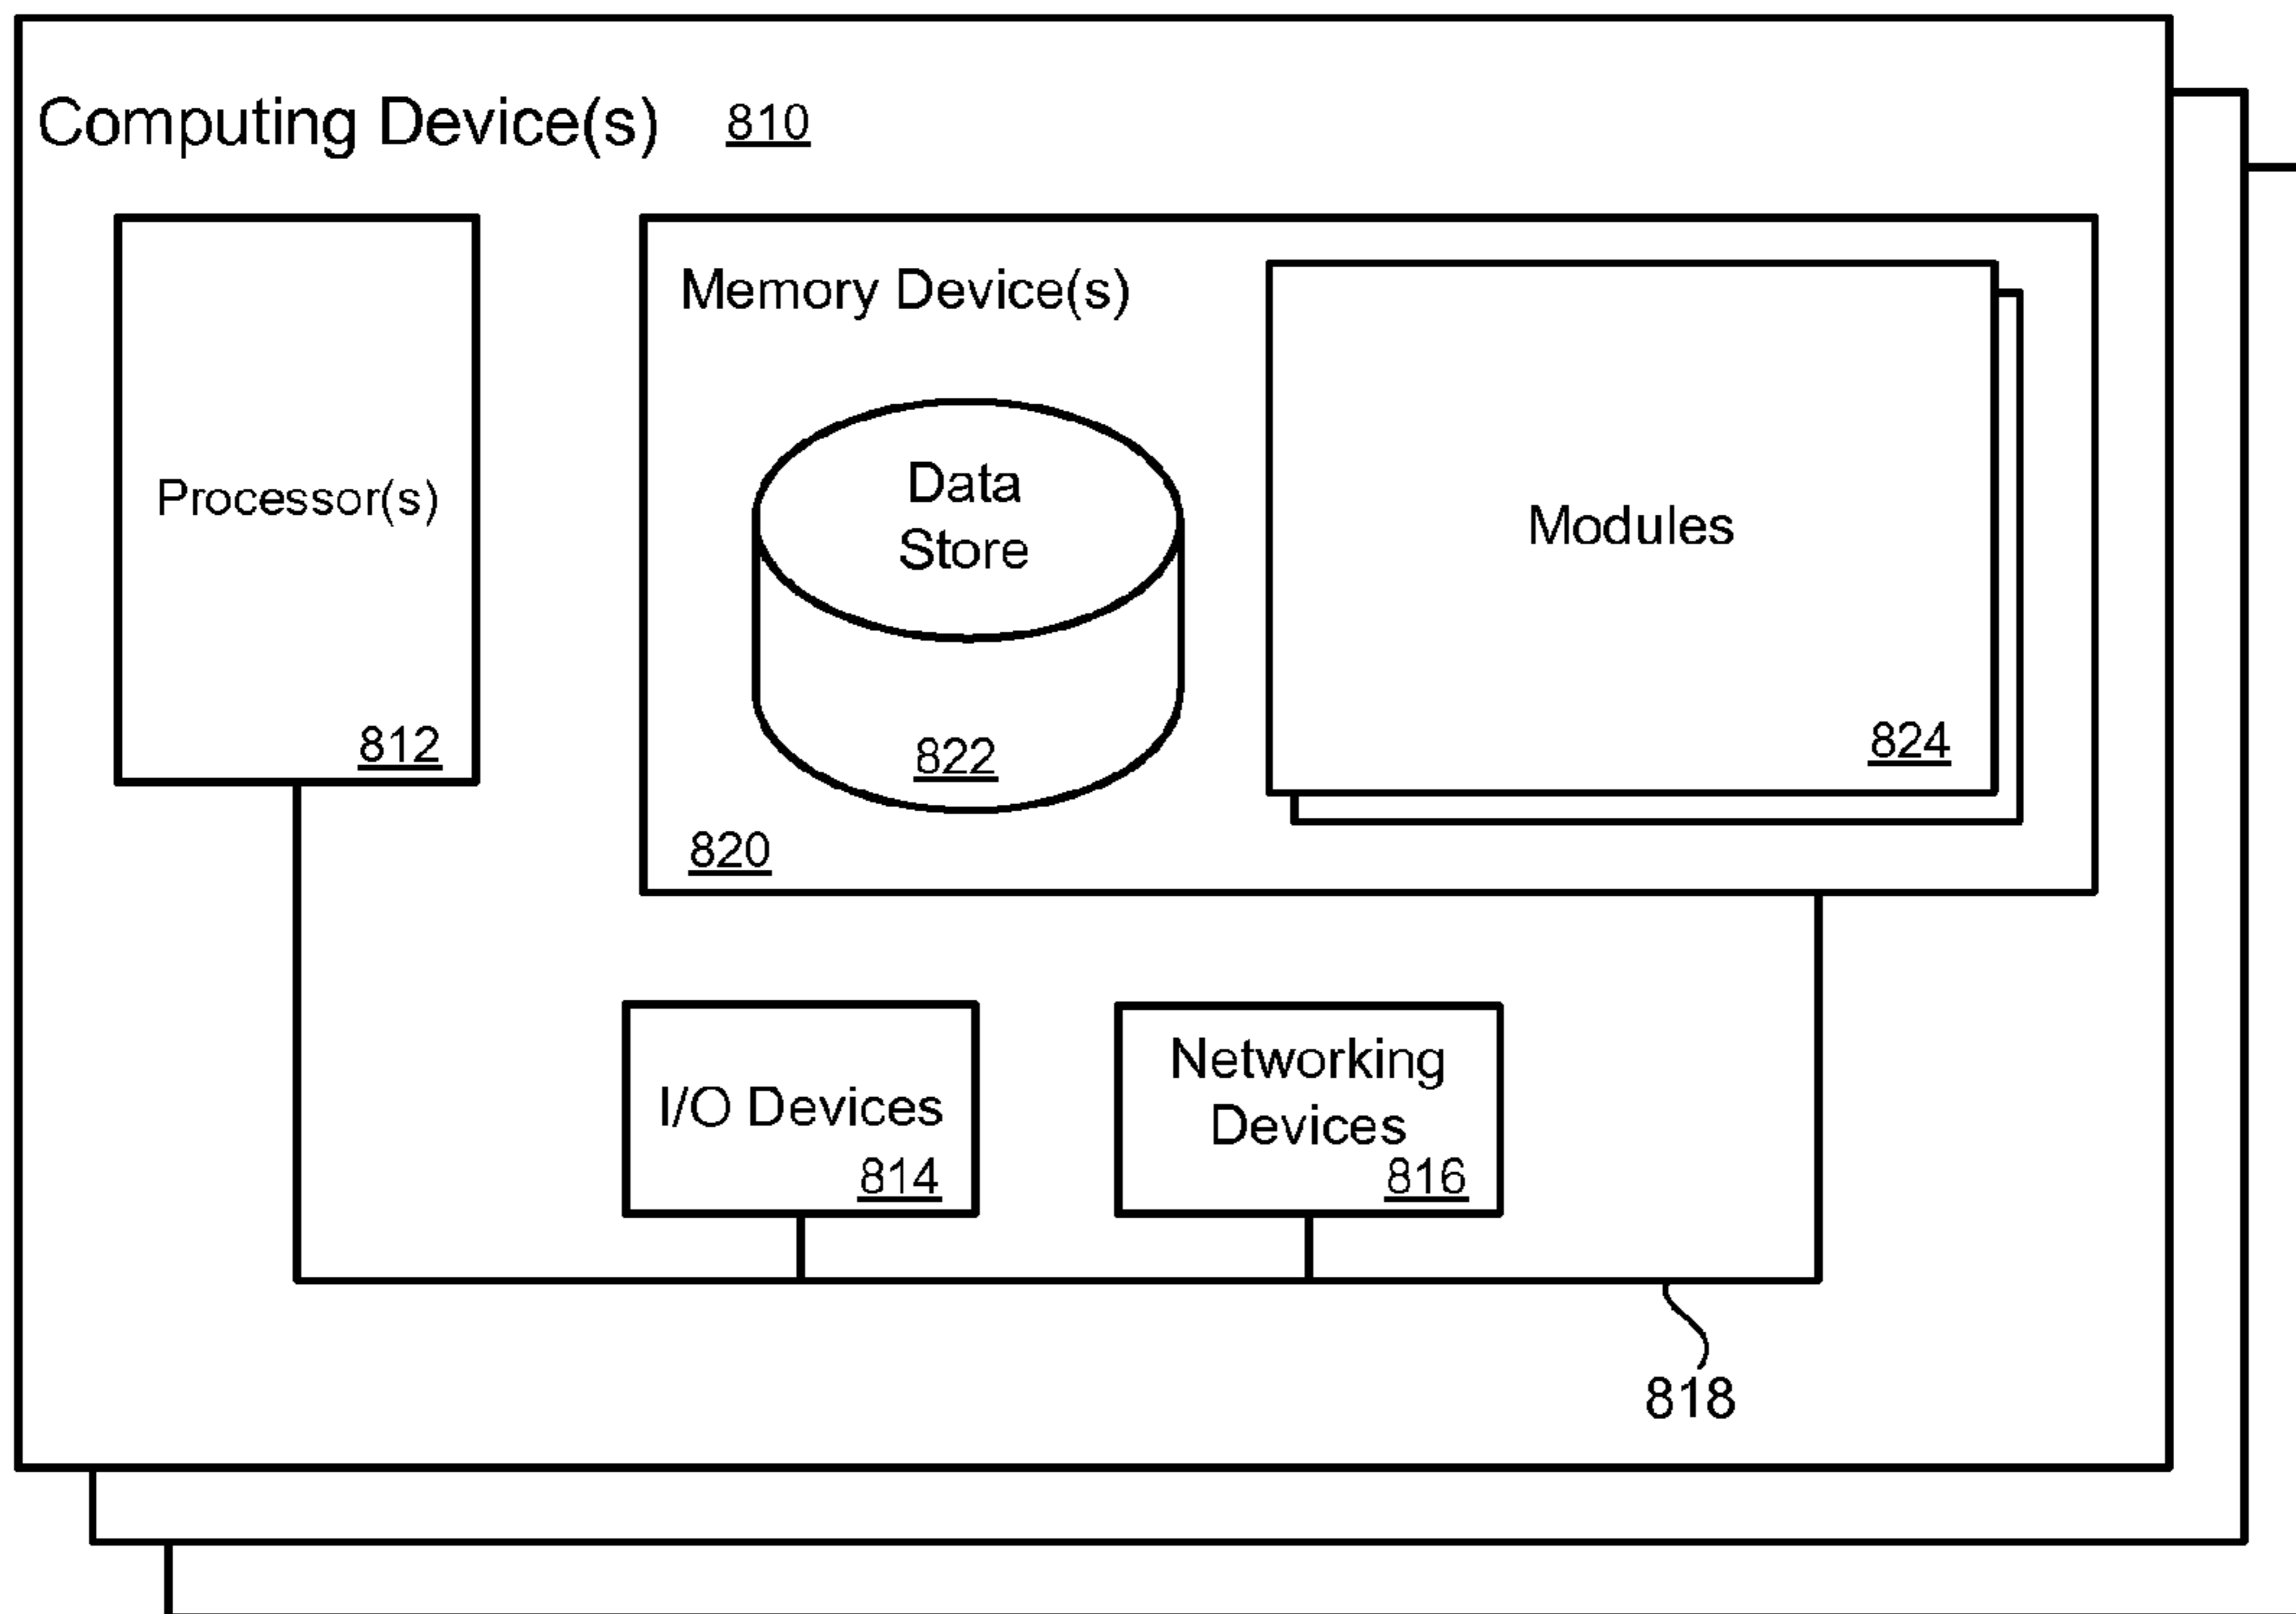 Computing Device(s) 810
Processor(s)
812
Memory Device(s)
Data
Store
822
820
Modules
824
I/O Devices
814
Networking
Devices
816
818